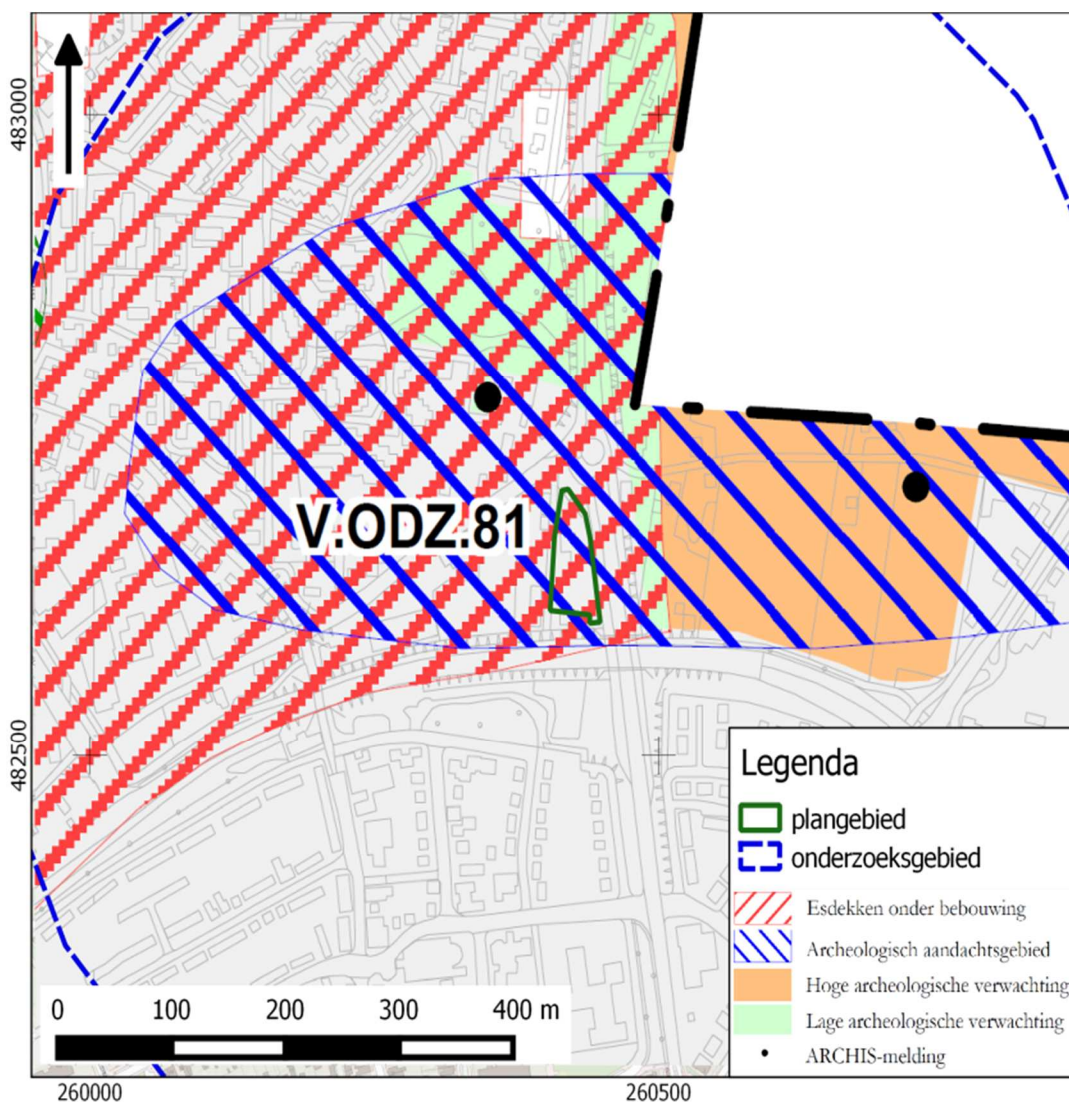 483000
V.ODZ.81
482500
Legenda
plangebied
onderzoeksgebied
Esdekken onder bebouwing
Archeologisch aandachtsgebied
Hoge archeologische verwachting
Lage archeologische verwachting
ARCHIS-melding
0 100 200 300 400 m
260000 260500